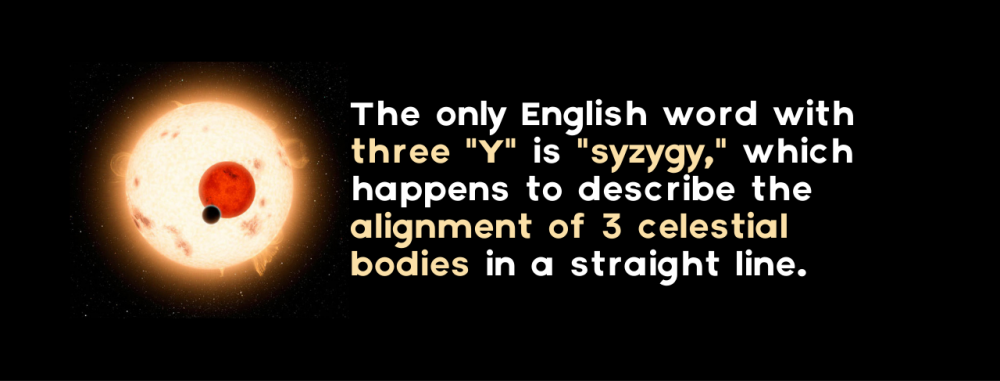 The only English word with
three "Y" is "syzygy," which
happens to describe the
alignment of 3 celestial
bodies in a straight line.